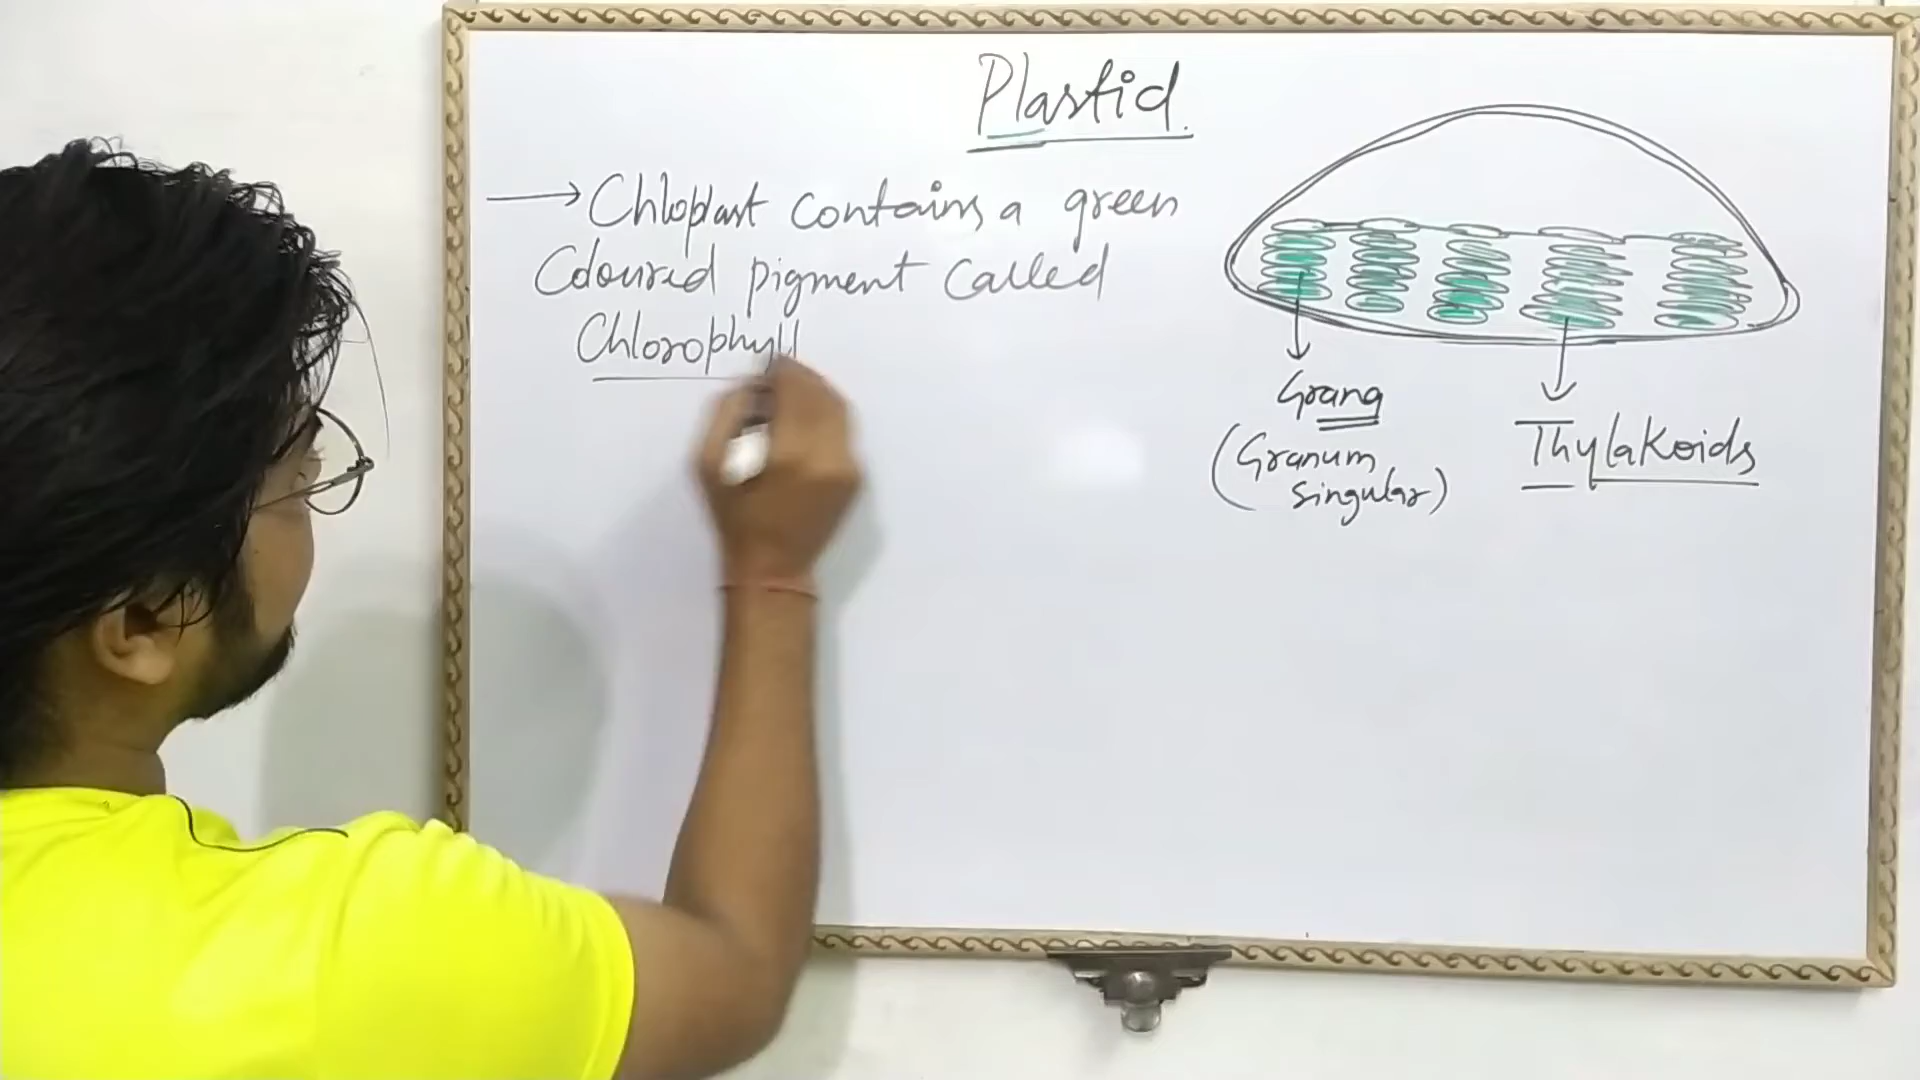 Plastid.
→ Chloplast contains a green
Coloured pigment called
Chlorophyll
Grana
(Granum
singular)
Thylakoids